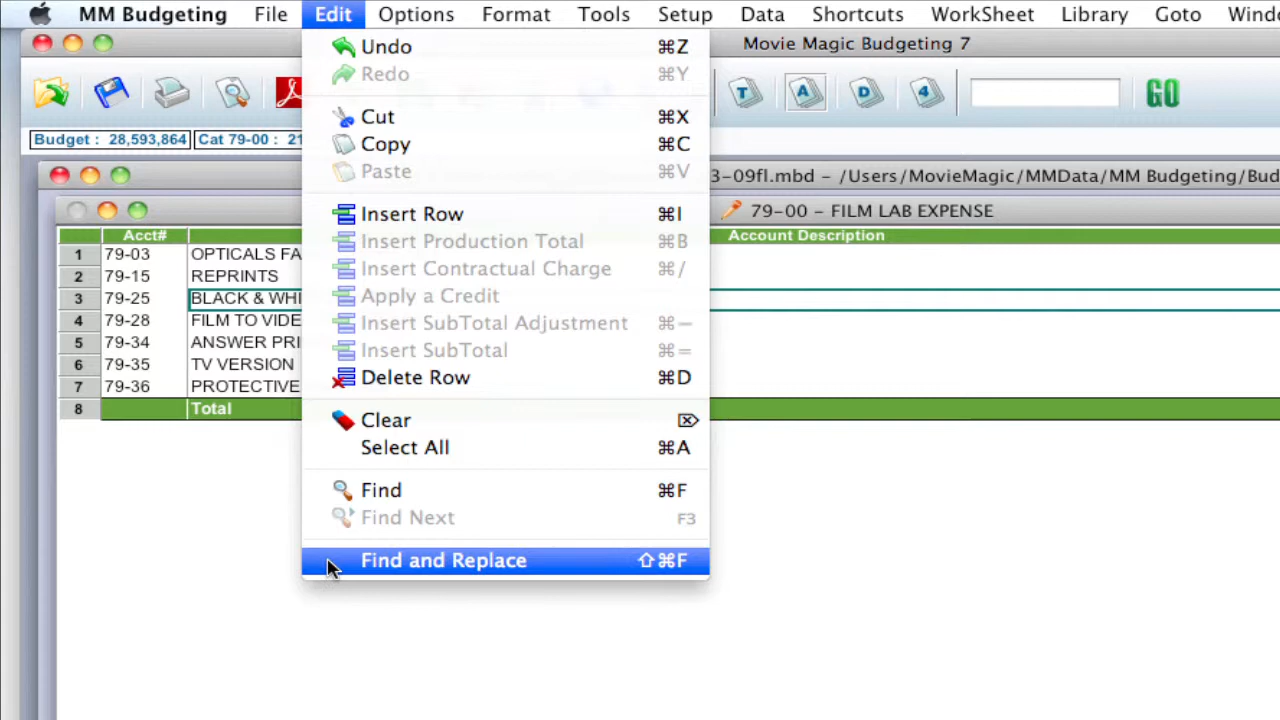 MM Budgeting File Edit Options Format Tools Setup Data Shortcuts WorkSheet Library Goto Windo
Movie Magic Budgeting 7
T A D 4 GO
Budget : 28,593,864 Cat 79-00 : 21
3-09fl.mbd – /Users/MovieMagic/MMData/MM Budgeting/Bud
79-00 – FILM LAB EXPENSE
Acct# Account Description
1 79-03 OPTICALS FA
2 79-15 REPRINTS
3 79-25 BLACK & WHI
4 79-28 FILM TO VIDE
5 79-34 ANSWER PRI
6 79-35 TV VERSION
7 79-36 PROTECTIVE
8 Total
Undo ⌘Z
Redo ⌘Y
Cut ⌘X
Copy ⌘C
Paste ⌘V
Insert Row ⌘I
Insert Production Total ⌘B
Insert Contractual Charge ⌘/
Apply a Credit
Insert SubTotal Adjustment ⌘−
Insert SubTotal ⌘=
Delete Row ⌘D
Clear ⌦
Select All ⌘A
Find ⌘F
Find Next F3
Find and Replace ⇧⌘F